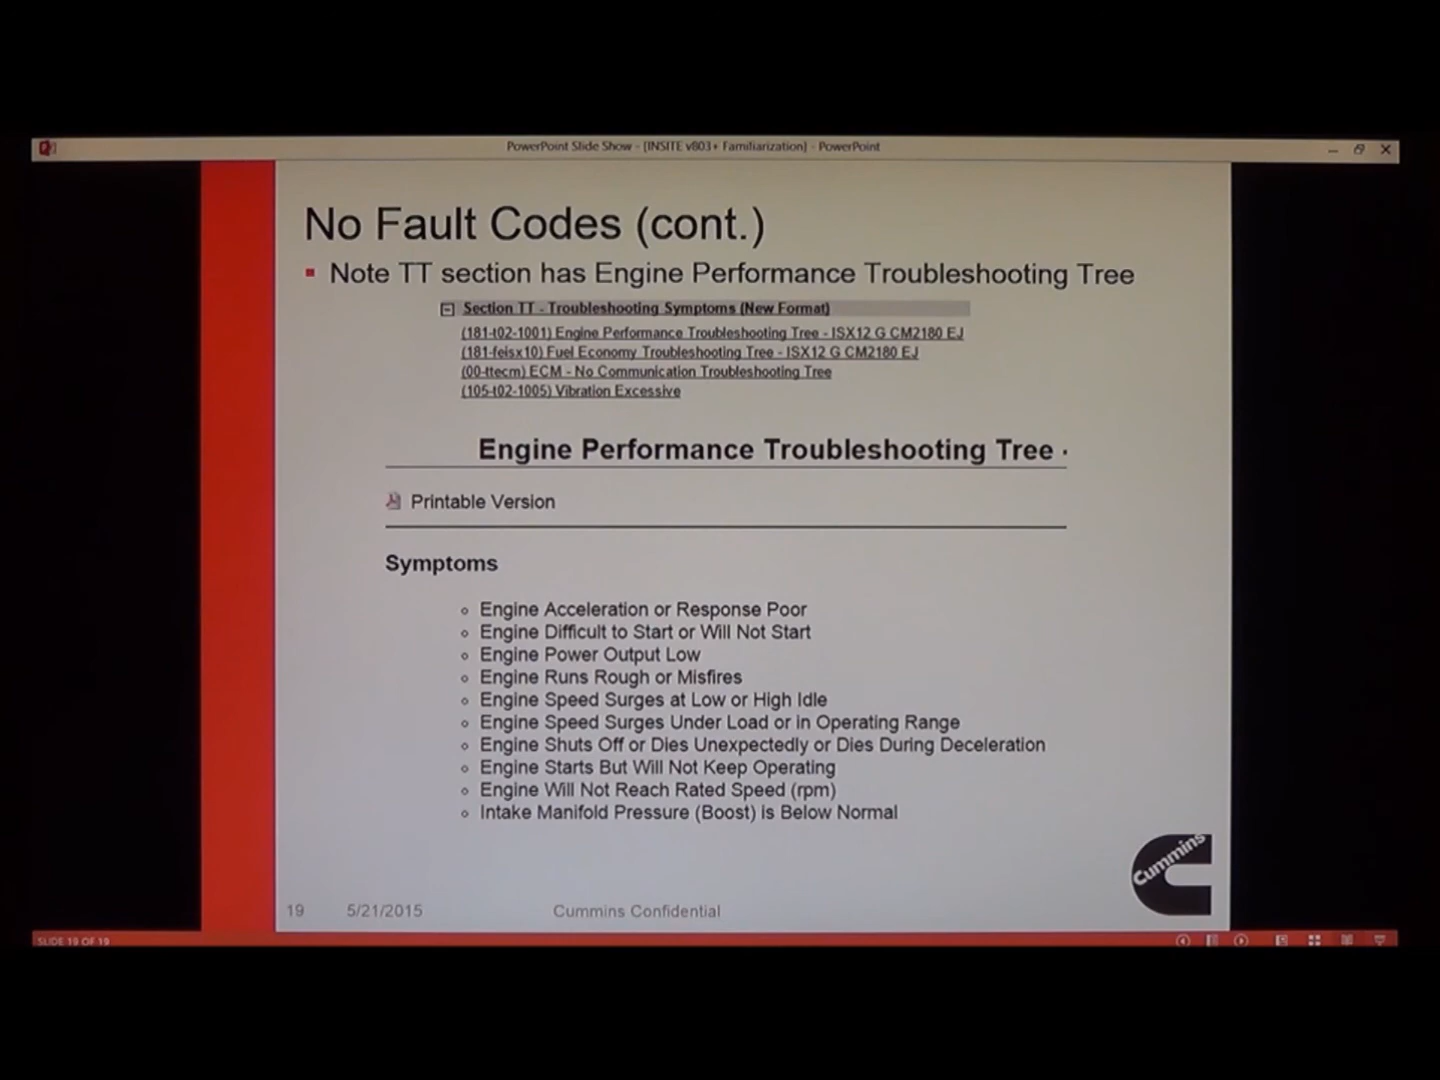 PowerPoint Slide Show - [INSITE v803+ Familiarization] - PowerPoint
No Fault Codes (cont.)
Note TT section has Engine Performance Troubleshooting Tree
Section TT - Troubleshooting Symptoms (New Format)
(181-t02-1001) Engine Performance Troubleshooting Tree - ISX12 G CM2180 EJ
(181-feisx10) Fuel Economy Troubleshooting Tree - ISX12 G CM2180 EJ
(00-ttecm) ECM - No Communication Troubleshooting Tree
(105-t02-1005) Vibration Excessive
Engine Performance Troubleshooting Tree ·
Printable Version
Symptoms
Engine Acceleration or Response Poor
Engine Difficult to Start or Will Not Start
Engine Power Output Low
Engine Runs Rough or Misfires
Engine Speed Surges at Low or High Idle
Engine Speed Surges Under Load or in Operating Range
Engine Shuts Off or Dies Unexpectedly or Dies During Deceleration
Engine Starts But Will Not Keep Operating
Engine Will Not Reach Rated Speed (rpm)
Intake Manifold Pressure (Boost) is Below Normal
Cummins
19 5/21/2015 Cummins Confidential
SLIDE 19 OF 19